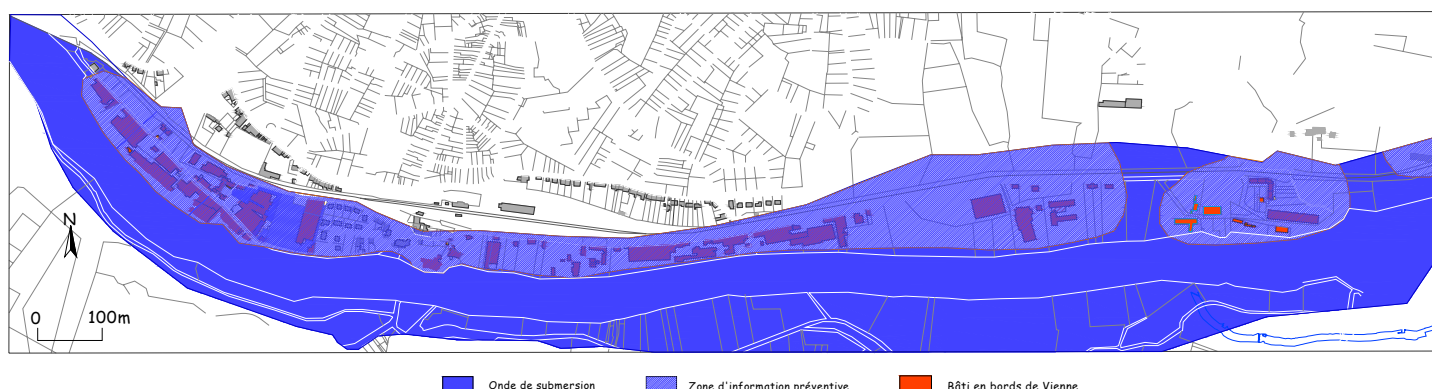 N
0 100m
Onde de submersion
Zone d'information préventive
Bâti en bords de Vienne